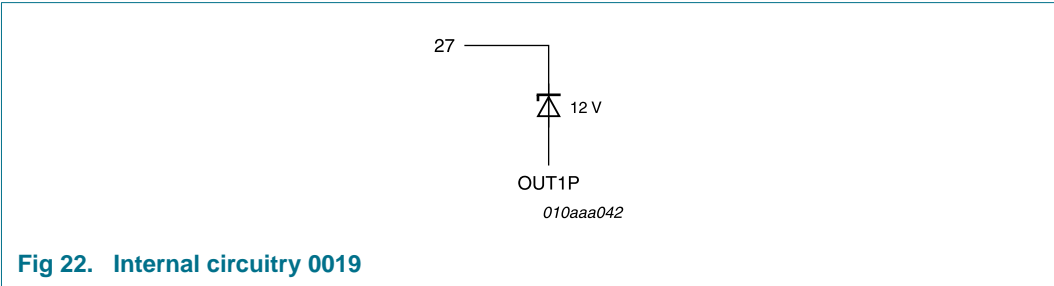 27
12 V
OUT1P
010aaa042
Fig 22. Internal circuitry 0019